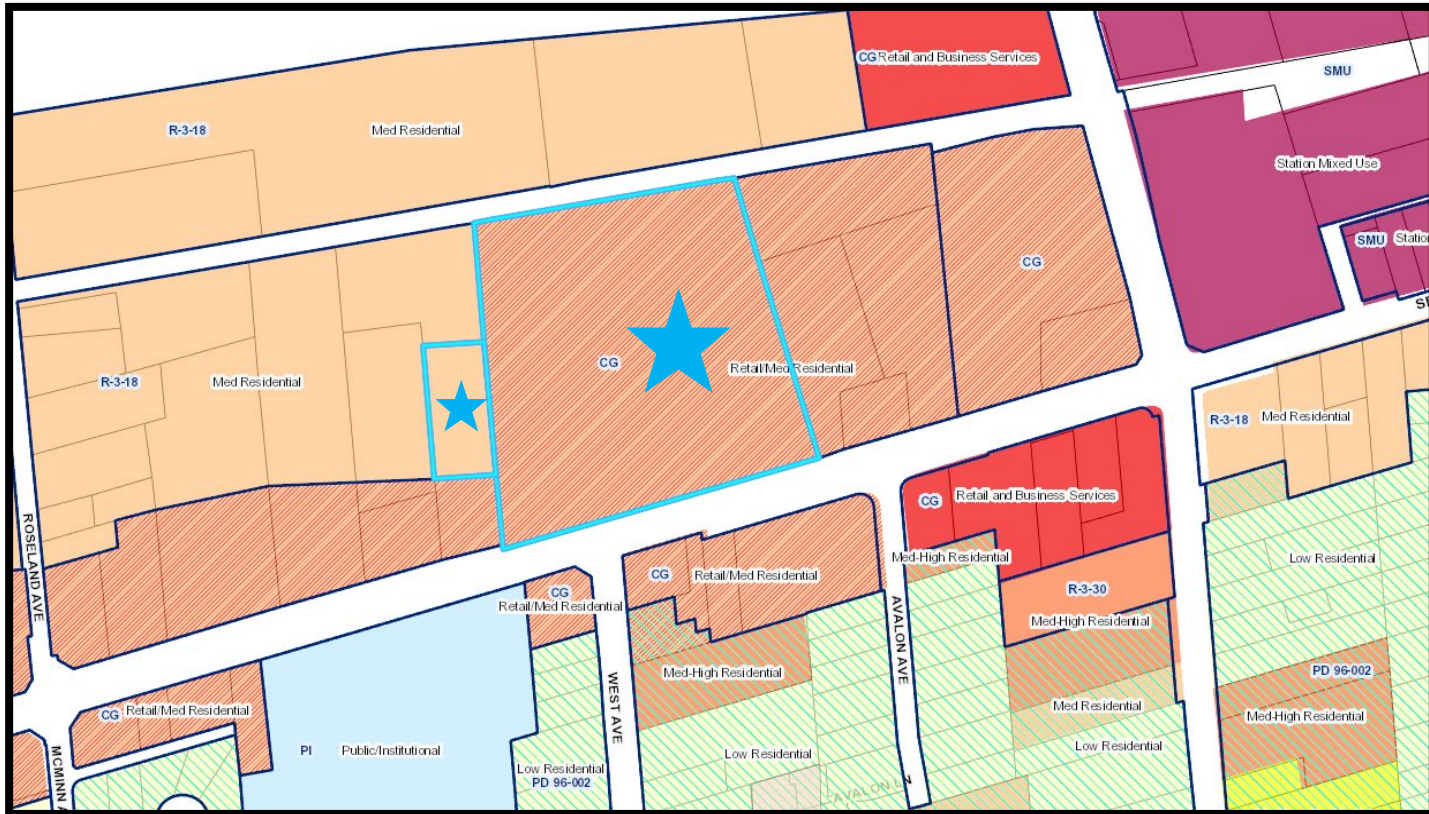 CG Retail and Business Services
SMU
R-3-18
Med Residential
Station Mixed Use
SMU
Station
CG
CG
Retail/Med Residential
R-3-18
Med Residential
R-3-18
Med Residential
CG
Retail and Business Services
ROSELAND AVE
Med-High Residential
Low Residential
CG
Retail/Med Residential
CG
Retail/Med Residential
R-3-30
Med-High Residential
AVALON AVE
WEST AVE
Med-High Residential
PD 96-002
CG
Retail/Med Residential
Med Residential
Med-High Residential
PI
Public/Institutional
Low Residential
Low Residential
Low Residential
PD 96-002
MCMINN A
AVALON